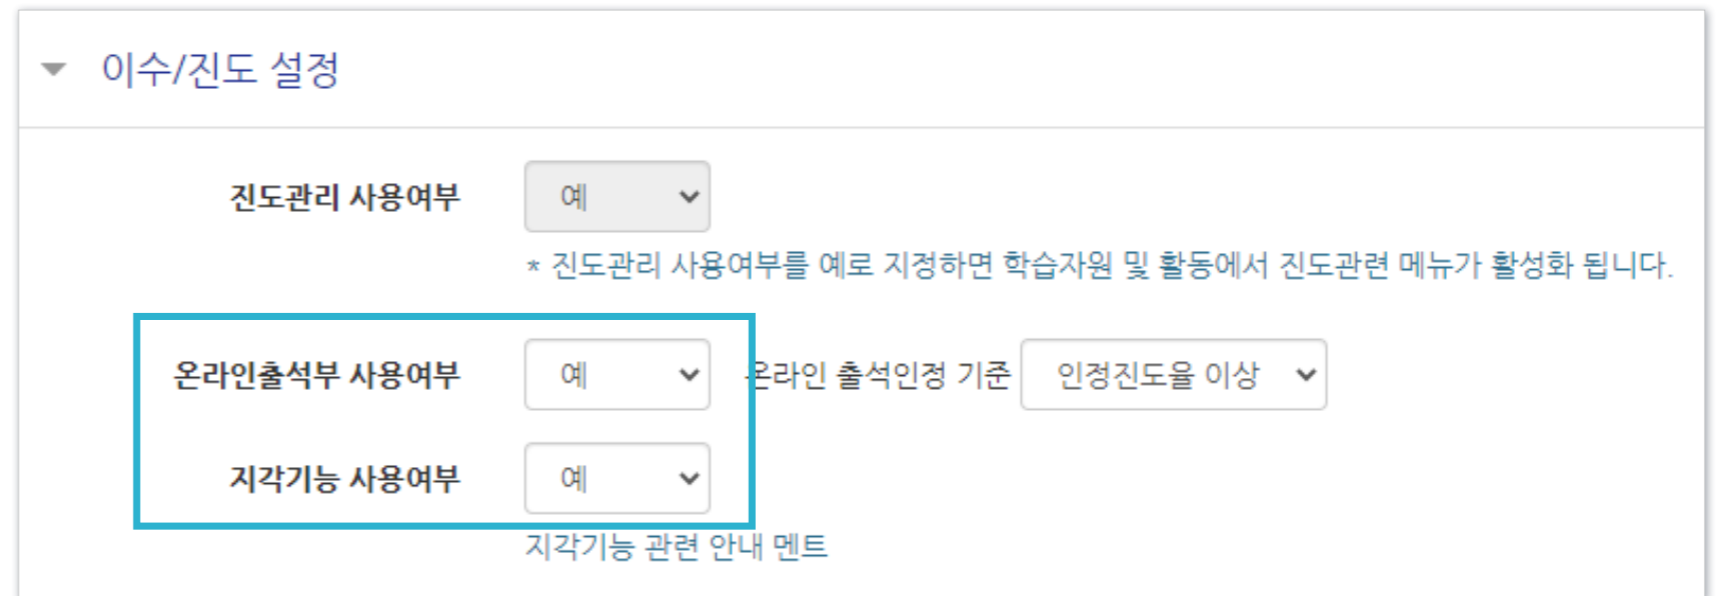 이수/진도 설정
진도관리 사용여부 예
* 진도관리 사용여부를 예로 지정하면 학습자원 및 활동에서 진도관련 메뉴가 활성화 됩니다.
온라인출석부 사용여부 예 온라인 출석인정 기준 인정진도율 이상
지각기능 사용여부 예
지각기능 관련 안내 멘트